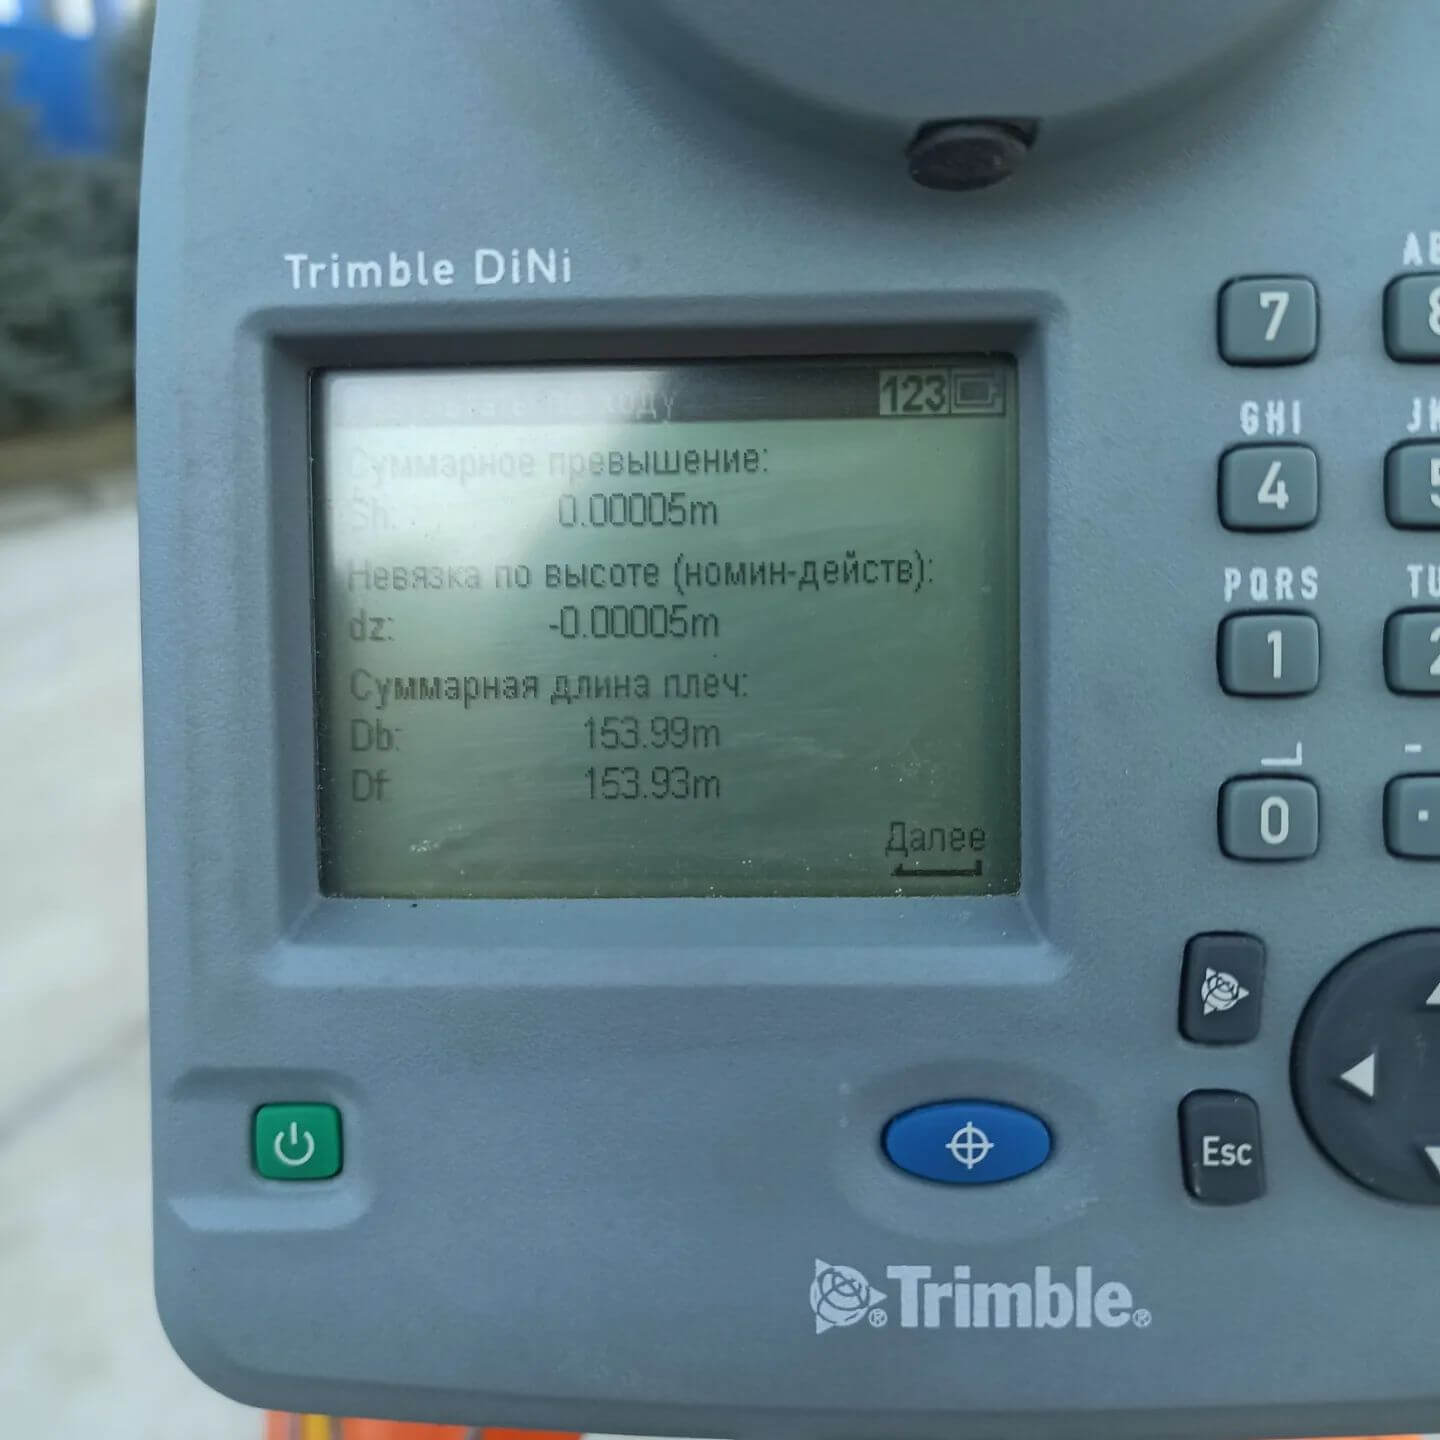 Trimble DiNi
ходу 123
Суммарное превышение:
Sh: 0.00005m
Невязка по высоте (номин-действ):
dz: -0.00005m
Суммарная длина плеч:
Db: 153.99m
Df: 153.93m
Далее
7
GHI
4
PQRS
1
0
Esc
Trimble®